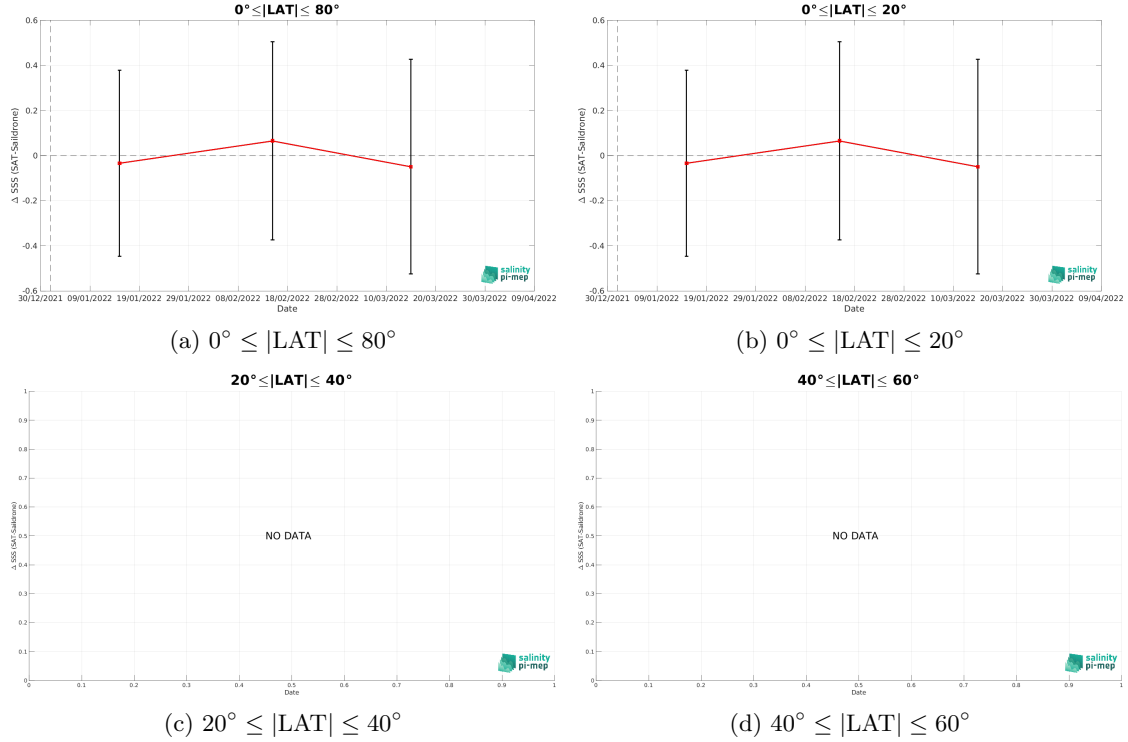 0°≤|LAT|≤ 80°
0.6
0.4
0.2
0
-0.2
-0.4
-0.6
Δ SSS (SAT-Saildrone)
30/12/2021 09/01/2022 19/01/2022 29/01/2022 08/02/2022 18/02/2022 28/02/2022 10/03/2022 20/03/2022 30/03/2022 09/04/2022
Date
salinity
pi-mep
(a) 0° ≤ |LAT| ≤ 80°
0°≤|LAT|≤ 20°
0.6
0.4
0.2
0
-0.2
-0.4
-0.6
Δ SSS (SAT-Saildrone)
30/12/2021 09/01/2022 19/01/2022 29/01/2022 08/02/2022 18/02/2022 28/02/2022 10/03/2022 20/03/2022 30/03/2022 09/04/2022
Date
salinity
pi-mep
(b) 0° ≤ |LAT| ≤ 20°
20°≤|LAT|≤ 40°
1
0.9
0.8
0.7
0.6
0.5
0.4
0.3
0.2
0.1
0
Δ SSS (SAT-Saildrone)
NO DATA
0 0.1 0.2 0.3 0.4 0.5 0.6 0.7 0.8 0.9 1
Date
salinity
pi-mep
(c) 20° ≤ |LAT| ≤ 40°
40°≤|LAT|≤ 60°
1
0.9
0.8
0.7
0.6
0.5
0.4
0.3
0.2
0.1
0
Δ SSS (SAT-Saildrone)
NO DATA
0 0.1 0.2 0.3 0.4 0.5 0.6 0.7 0.8 0.9 1
Date
salinity
pi-mep
(d) 40° ≤ |LAT| ≤ 60°